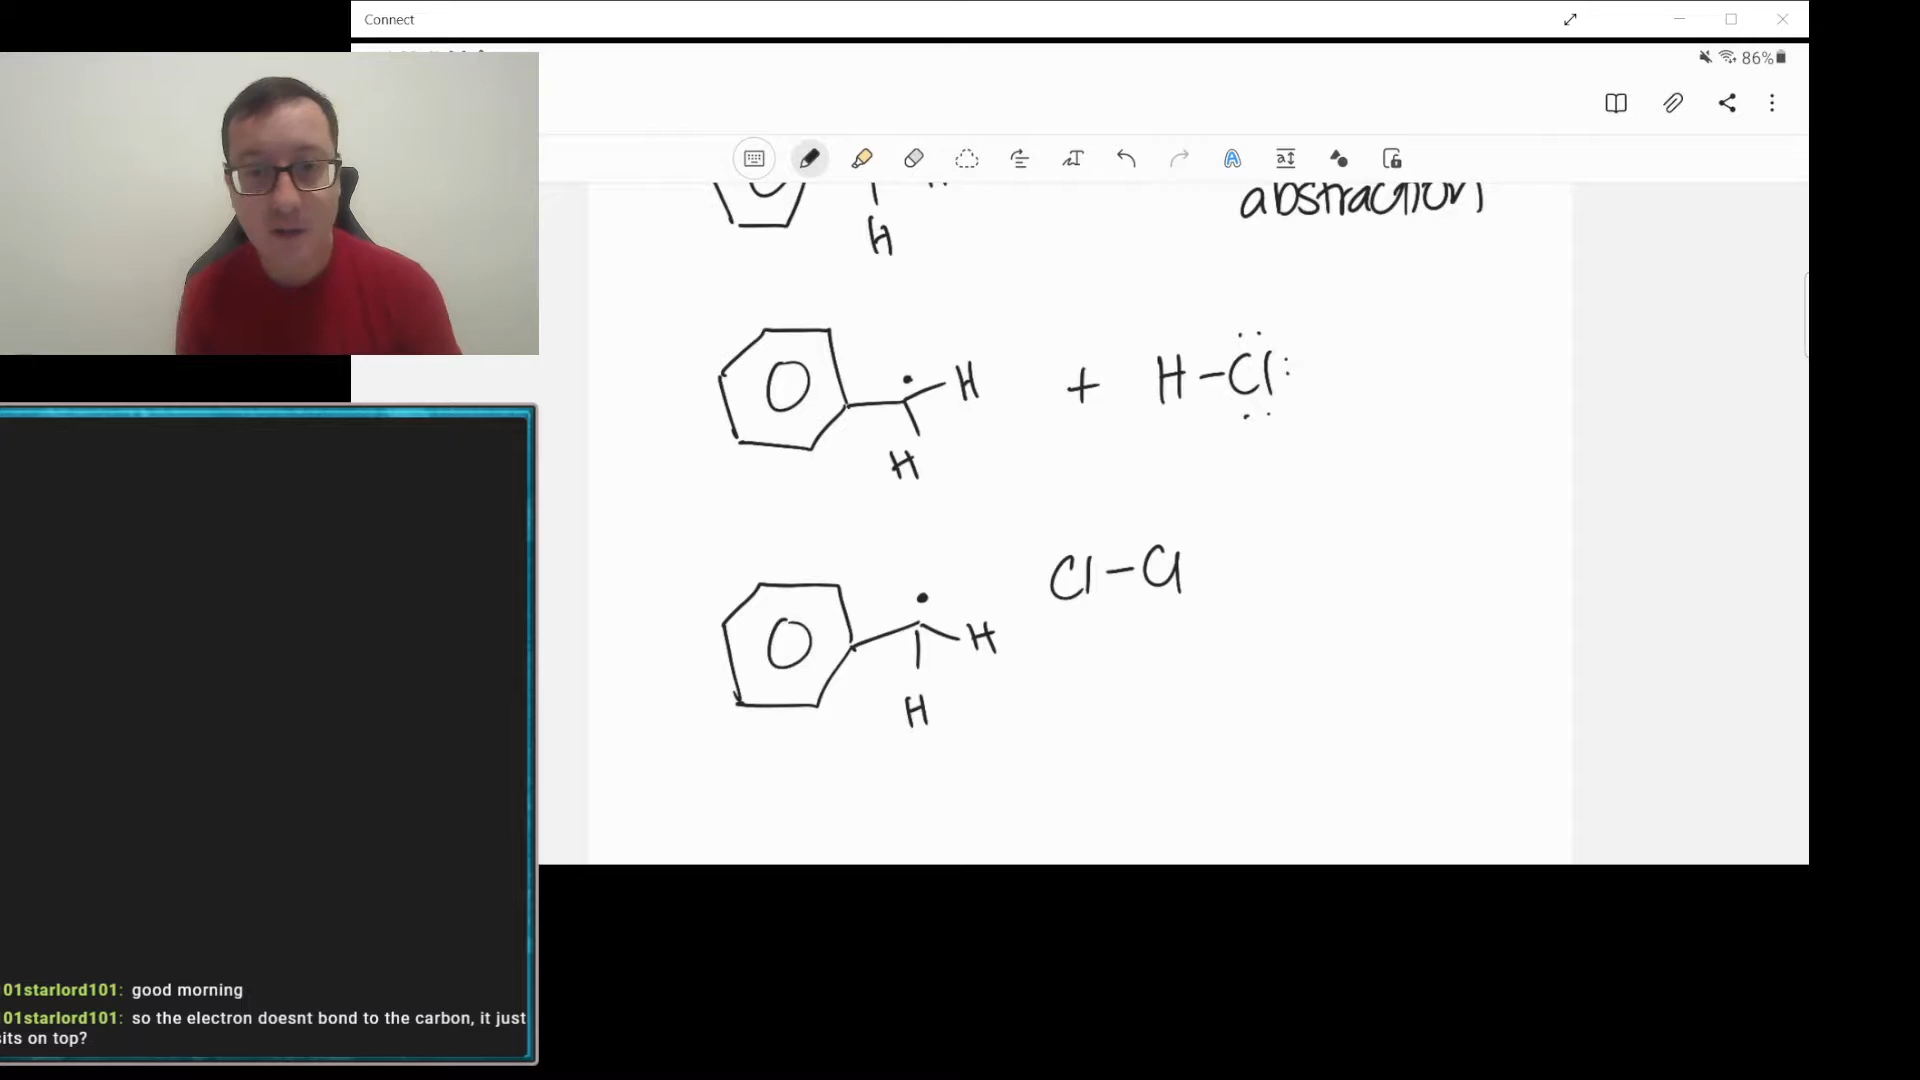 Connect
86%
abstraction
H
H + H-Cl
H
Cl-Cl
H
H
01starlord101: good morning
01starlord101: so the electron doesnt bond to the carbon, it just
sits on top?